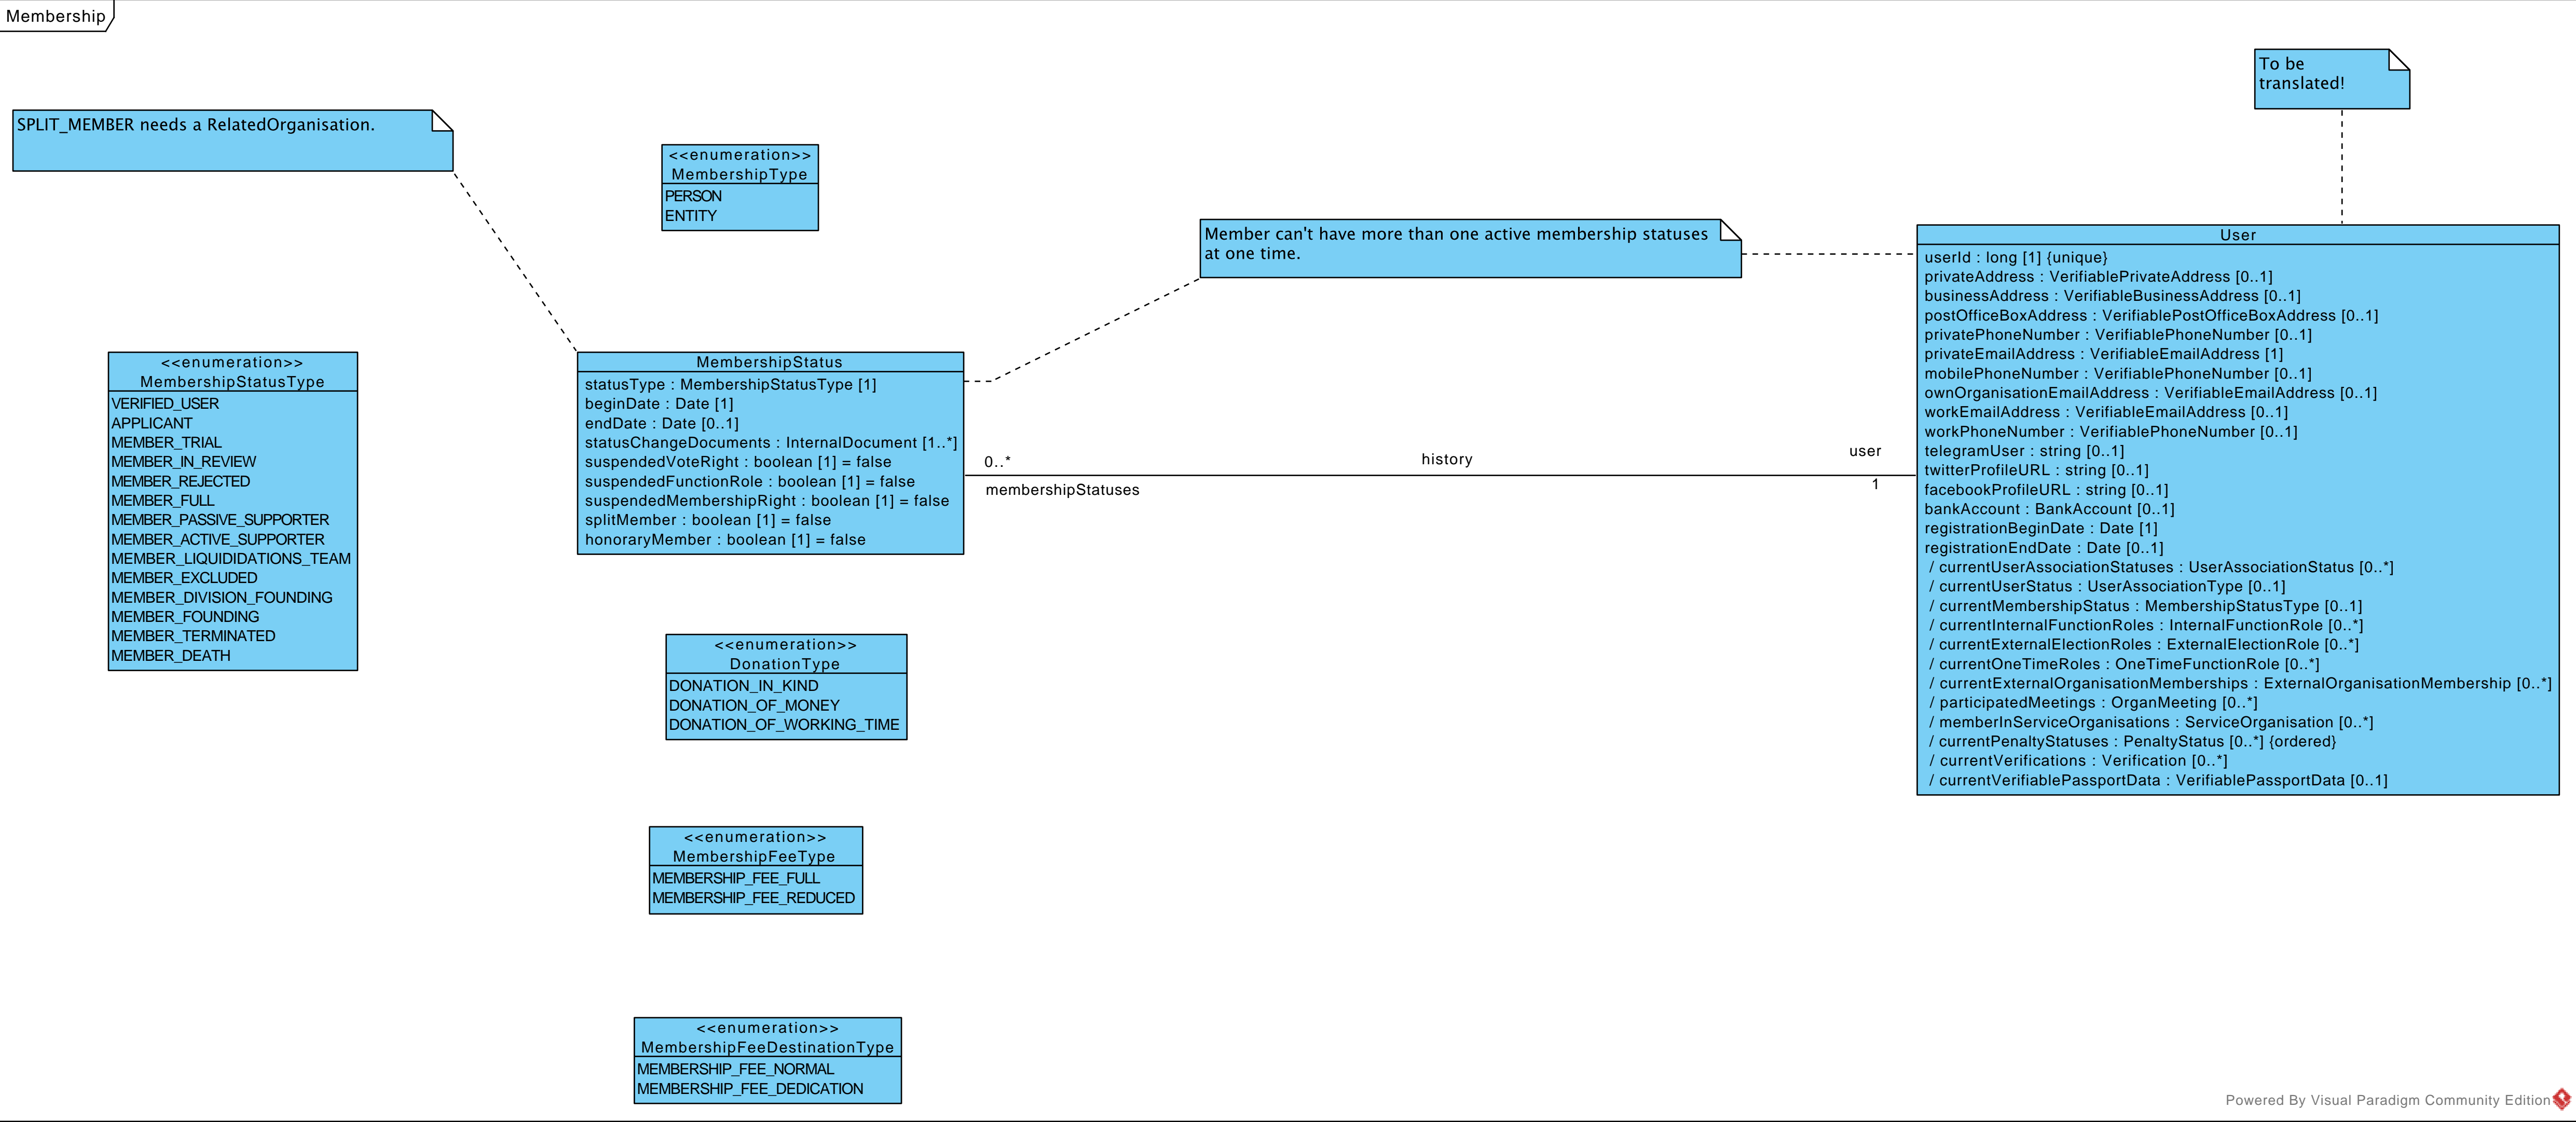 Membership
To be
translated!
SPLIT_MEMBER needs a RelatedOrganisation.
<<enumeration>>
MembershipType
PERSON
ENTITY
Member can't have more than one active membership statuses
at one time.
<<enumeration>>
MembershipStatusType
VERIFIED_USER
APPLICANT
MEMBER_TRIAL
MEMBER_IN_REVIEW
MEMBER_REJECTED
MEMBER_FULL
MEMBER_PASSIVE_SUPPORTER
MEMBER_ACTIVE_SUPPORTER
MEMBER_LIQUIDIDATIONS_TEAM
MEMBER_EXCLUDED
MEMBER_DIVISION_FOUNDING
MEMBER_FOUNDING
MEMBER_TERMINATED
MEMBER_DEATH
MembershipStatus
statusType : MembershipStatusType [1]
beginDate : Date [1]
endDate : Date [0..1]
statusChangeDocuments : InternalDocument [1..*]
suspendedVoteRight : boolean [1] = false
suspendedFunctionRole : boolean [1] = false
suspendedMembershipRight : boolean [1] = false
splitMember : boolean [1] = false
honoraryMember : boolean [1] = false
0..*
membershipStatuses
history
user
1
User
userId : long [1] {unique}
privateAddress : VerifiablePrivateAddress [0..1]
businessAddress : VerifiableBusinessAddress [0..1]
postOfficeBoxAddress : VerifiablePostOfficeBoxAddress [0..1]
privatePhoneNumber : VerifiablePhoneNumber [0..1]
privateEmailAddress : VerifiableEmailAddress [1]
mobilePhoneNumber : VerifiablePhoneNumber [0..1]
ownOrganisationEmailAddress : VerifiableEmailAddress [0..1]
workEmailAddress : VerifiableEmailAddress [0..1]
workPhoneNumber : VerifiablePhoneNumber [0..1]
telegramUser : string [0..1]
twitterProfileURL : string [0..1]
facebookProfileURL : string [0..1]
bankAccount : BankAccount [0..1]
registrationBeginDate : Date [1]
registrationEndDate : Date [0..1]
/ currentUserAssociationStatuses : UserAssociationStatus [0..*]
/ currentUserStatus : UserAssociationType [0..1]
/ currentMembershipStatus : MembershipStatusType [0..1]
/ currentInternalFunctionRoles : InternalFunctionRole [0..*]
/ currentExternalElectionRoles : ExternalElectionRole [0..*]
/ currentOneTimeRoles : OneTimeFunctionRole [0..*]
/ currentExternalOrganisationMemberships : ExternalOrganisationMembership [0..*]
/ participatedMeetings : OrganMeeting [0..*]
/ memberInServiceOrganisations : ServiceOrganisation [0..*]
/ currentPenaltyStatuses : PenaltyStatus [0..*] {ordered}
/ currentVerifications : Verification [0..*]
/ currentVerifiablePassportData : VerifiablePassportData [0..1]
<<enumeration>>
DonationType
DONATION_IN_KIND
DONATION_OF_MONEY
DONATION_OF_WORKING_TIME
<<enumeration>>
MembershipFeeType
MEMBERSHIP_FEE_FULL
MEMBERSHIP_FEE_REDUCED
<<enumeration>>
MembershipFeeDestinationType
MEMBERSHIP_FEE_NORMAL
MEMBERSHIP_FEE_DEDICATION
Powered By Visual Paradigm Community Edition